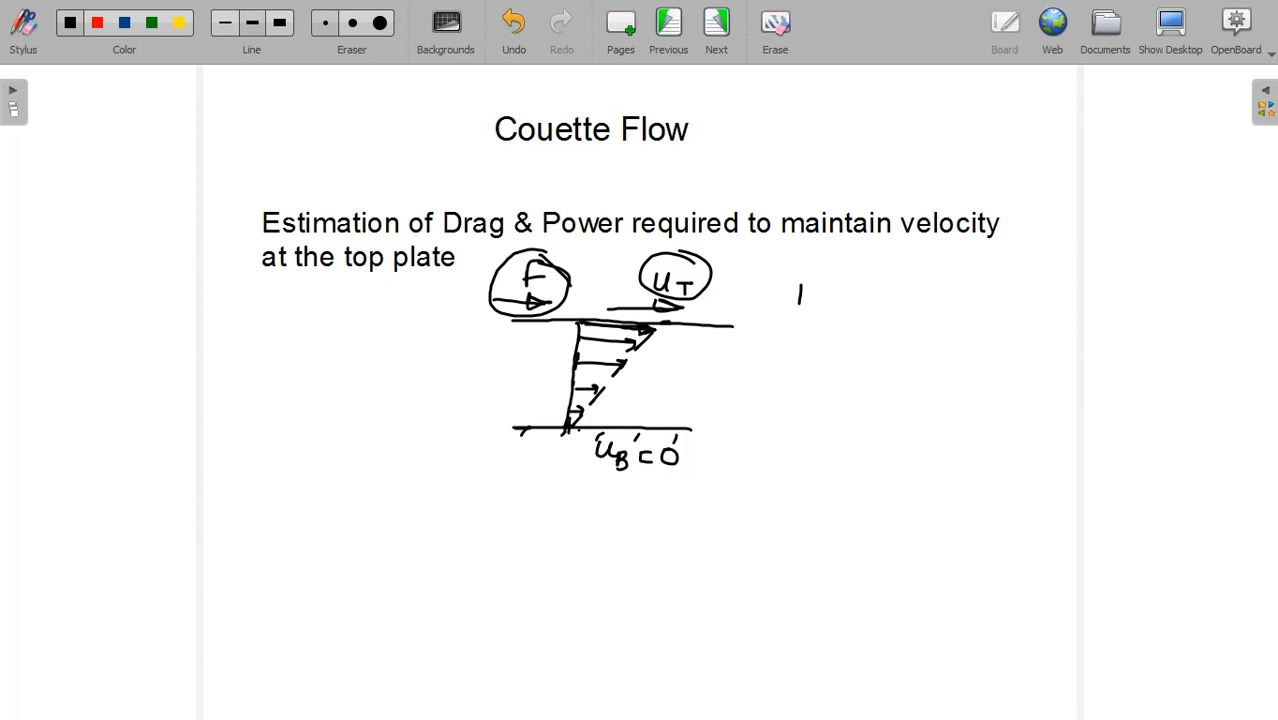 Stylus Color Line Eraser Backgrounds Undo Redo Pages Previous Next Erase Board Web Documents Show Desktop OpenBoard
Couette Flow
Estimation of Drag & Power required to maintain velocity
at the top plate
F
u_T
u_B = 0